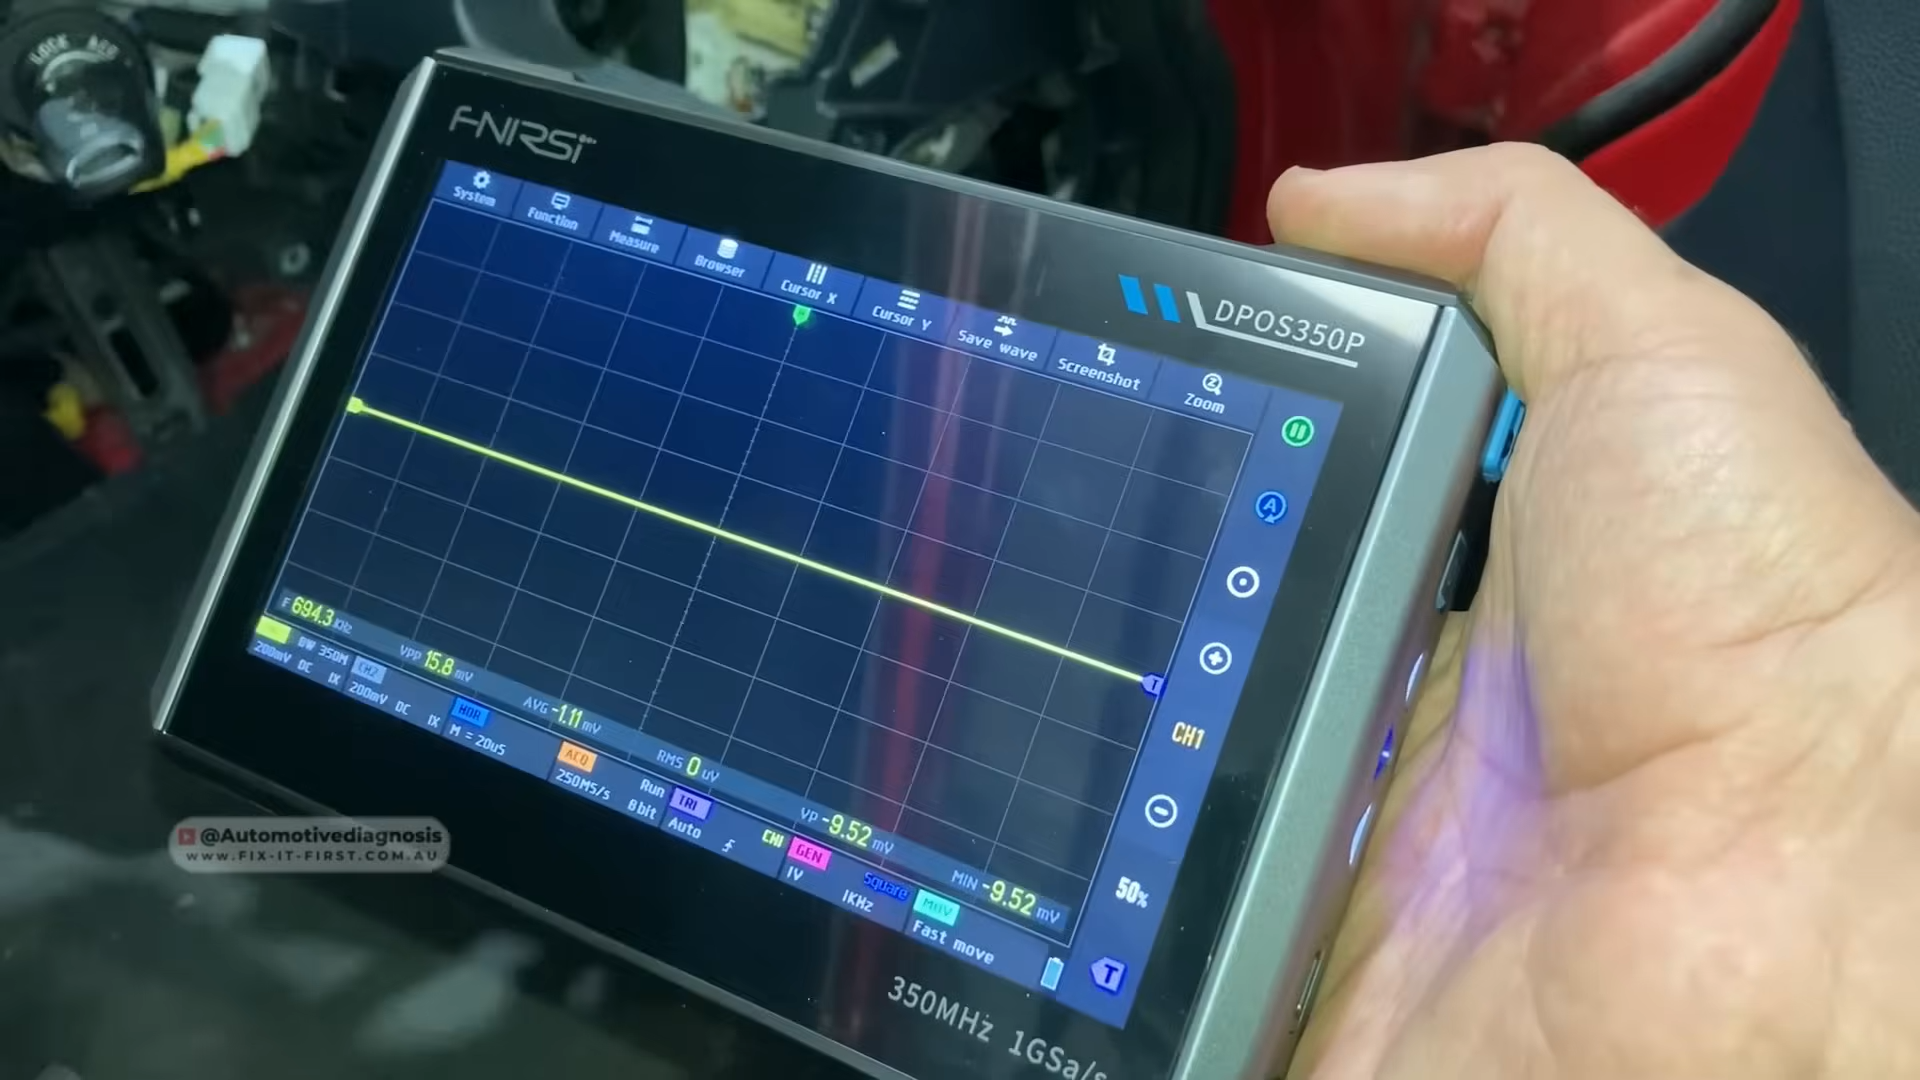 LOCK ACC
FNIRSI
DPOS350P
System
Function
Measure
Browser
Cursor X
Cursor Y
Save wave
Screenshot
Zoom
H
A
T
CH1
50%
T
F 694.3 KHz
VPP 15.8 mV
AVG -1.11 mV
RMS 0 uV
VP -9.52 mV
MIN -9.52 mV
BW 350M
200mV DC 1X
CH2
200mV DC 1X
HOR
M = 20uS
ACQ
Run
250MS/s 8bit
TRI
CH1
Auto
GEN
Square
1V 1KHz
MOV
Fast move
350MHz 1GSa/s
@Automotivediagnosis
WWW.FIX-IT-FIRST.COM.AU